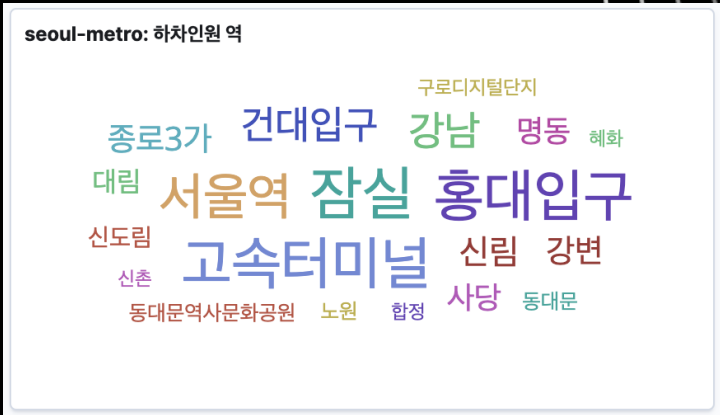 seoul-metro: 하차인원 역
구로디지털단지
종로3가 건대입구 강남 명동 혜화
대림 서울역 잠실 홍대입구
신도림 고속터미널 신림 강변
신촌 사당 동대문
동대문역사문화공원 노원 합정